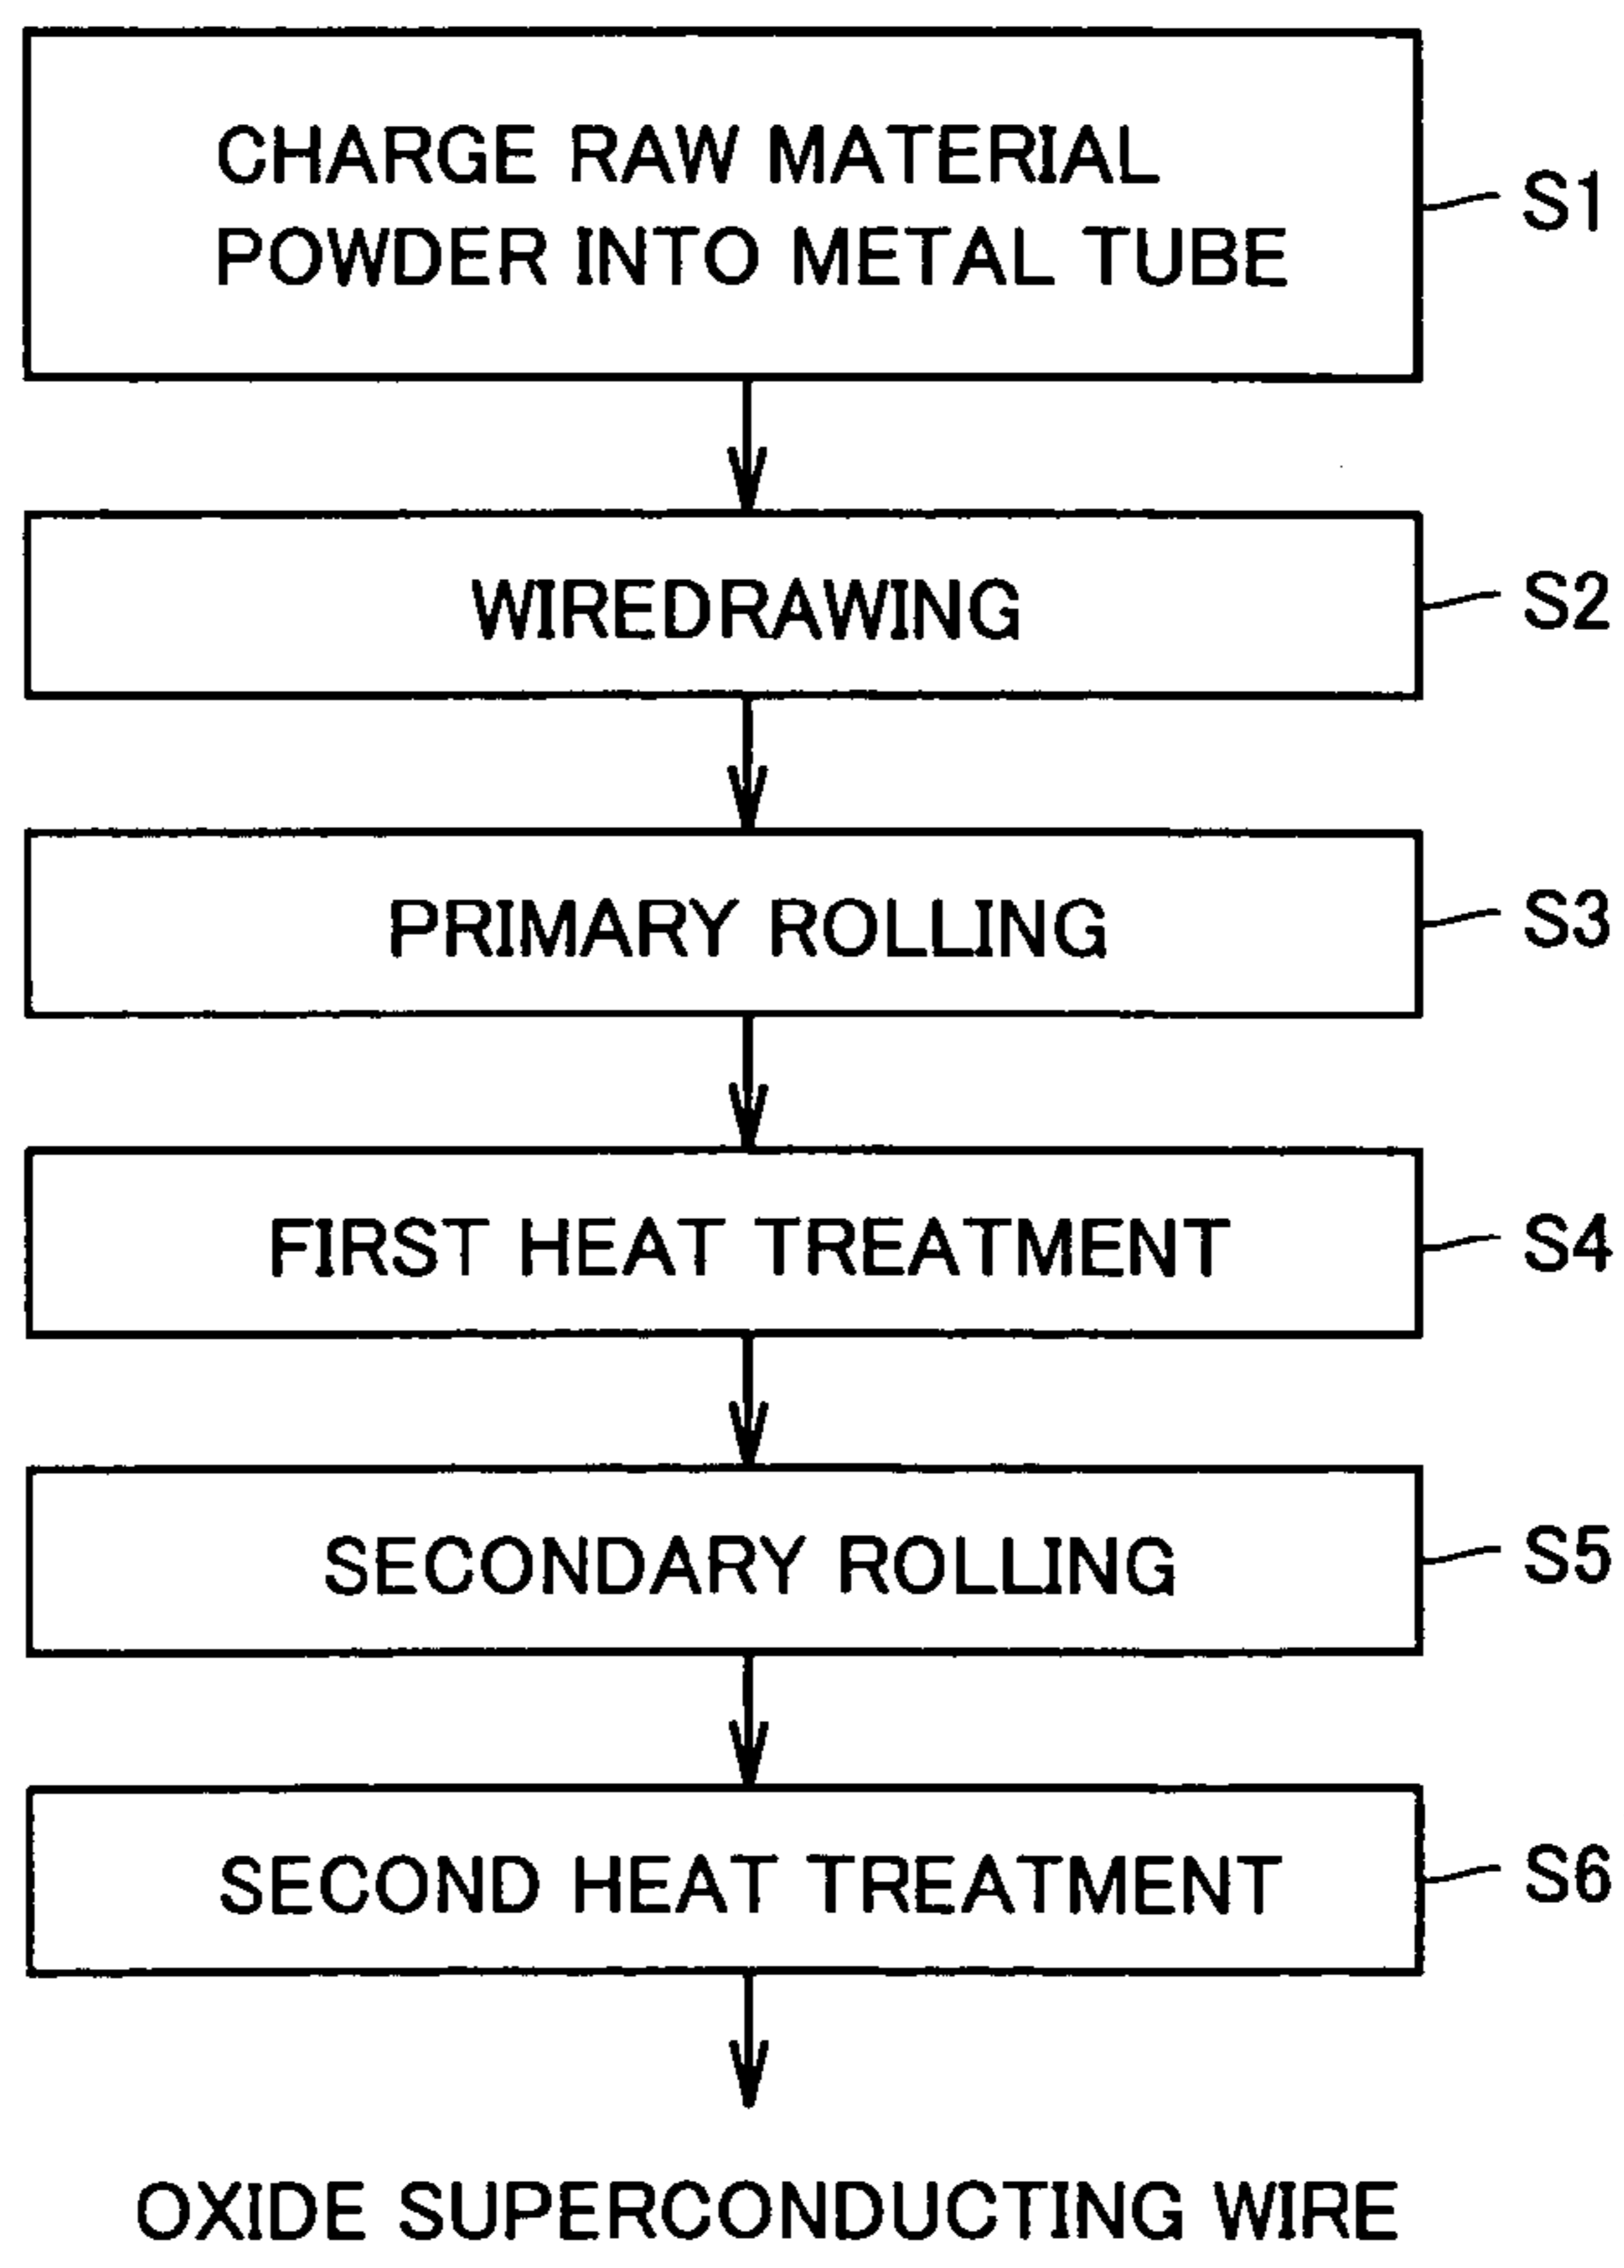 CHARGE RAW MATERIAL
POWDER INTO METAL TUBE
S1
WIREDRAWING
S2
PRIMARY ROLLING
S3
FIRST HEAT TREATMENT
S4
SECONDARY ROLLING
S5
SECOND HEAT TREATMENT
S6
OXIDE SUPERCONDUCTING WIRE